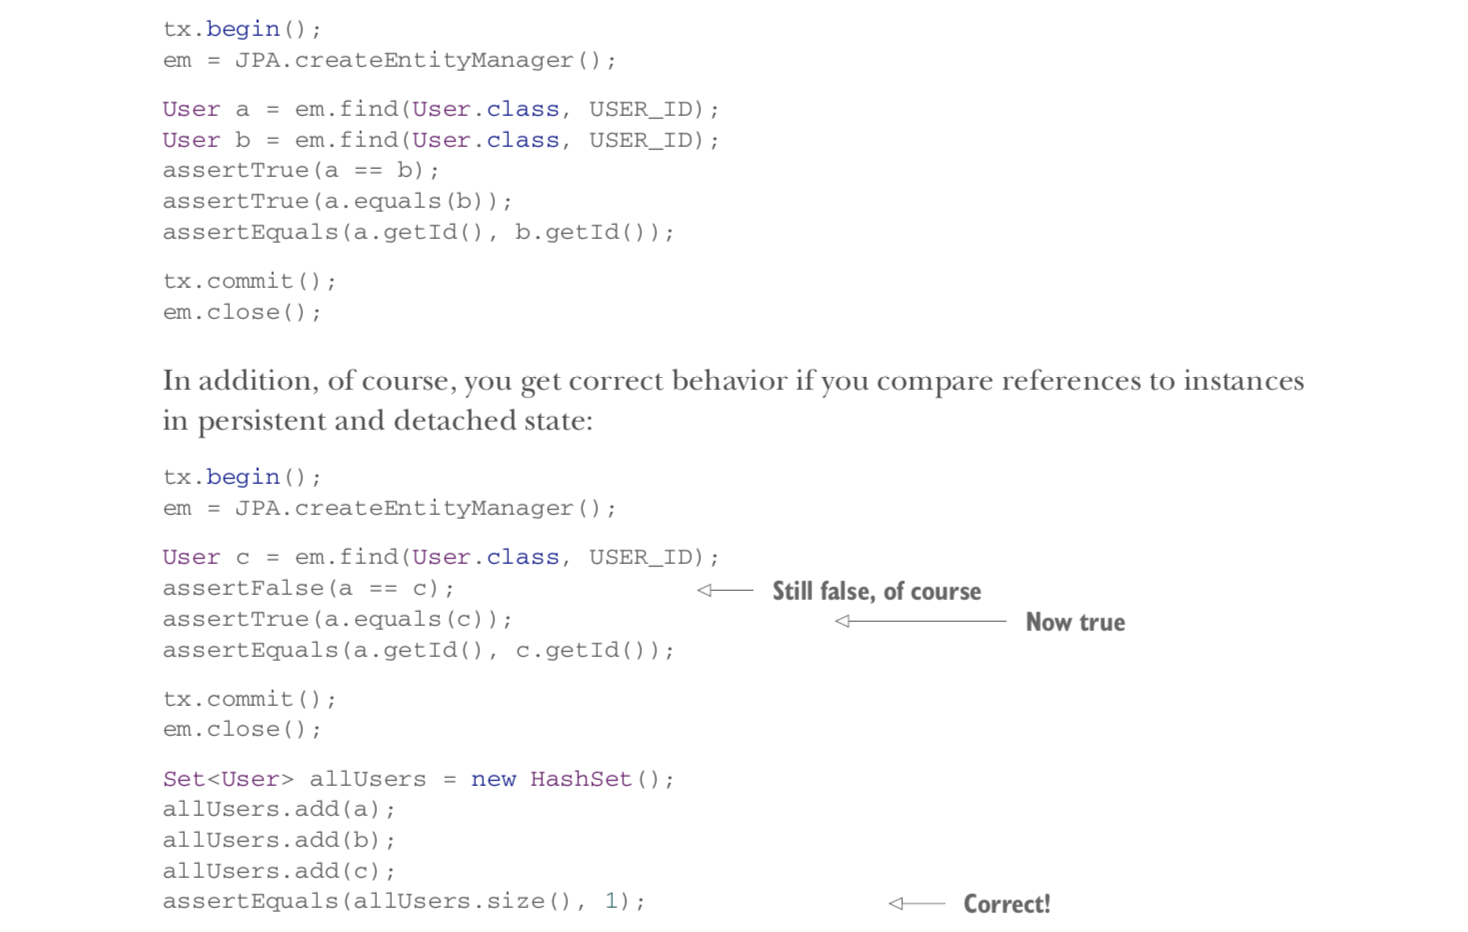 tx.begin();
em = JPA.createEntityManager();
User a = em.find(User.class, USER_ID);
User b = em.find(User.class, USER_ID);
assertTrue(a == b);
assertTrue(a.equals(b));
assertEquals(a.getId(), b.getId());
tx.commit();
em.close();
In addition, of course, you get correct behavior if you compare references to instances
in persistent and detached state:
tx.begin();
em = JPA.createEntityManager();
User c = em.find(User.class, USER_ID);
assertFalse(a == c); Still false, of course
assertTrue(a.equals(c)); Now true
assertEquals(a.getId(), c.getId());
tx.commit();
em.close();
Set<User> allUsers = new HashSet();
allUsers.add(a);
allUsers.add(b);
allUsers.add(c);
assertEquals(allUsers.size(), 1); Correct!